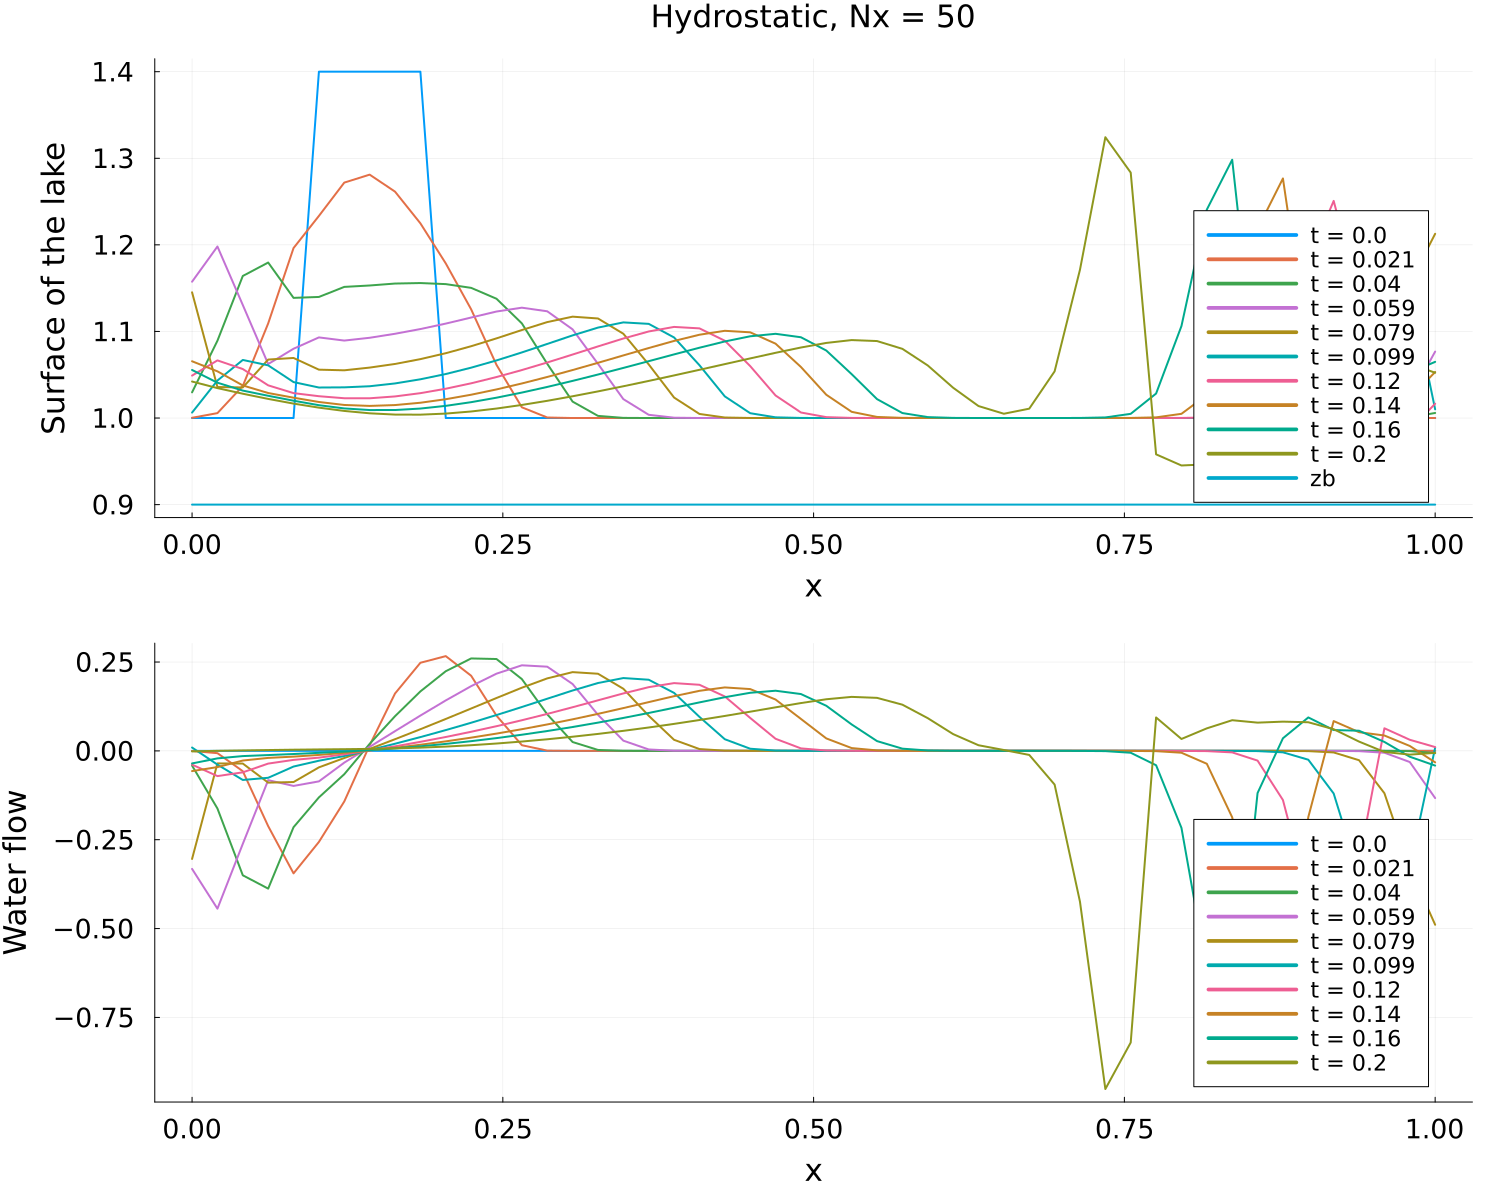 Hydrostatic, Nx = 50
Surface of the lake
1.4
1.3
1.2
1.1
1.0
0.9
t = 0.0
t = 0.021
t = 0.04
t = 0.059
t = 0.079
t = 0.099
t = 0.12
t = 0.14
t = 0.16
t = 0.2
zb
0.00 0.25 0.50 0.75 1.00
x
Water flow
0.25
0.00
−0.25
−0.50
−0.75
t = 0.0
t = 0.021
t = 0.04
t = 0.059
t = 0.079
t = 0.099
t = 0.12
t = 0.14
t = 0.16
t = 0.2
0.00 0.25 0.50 0.75 1.00
x